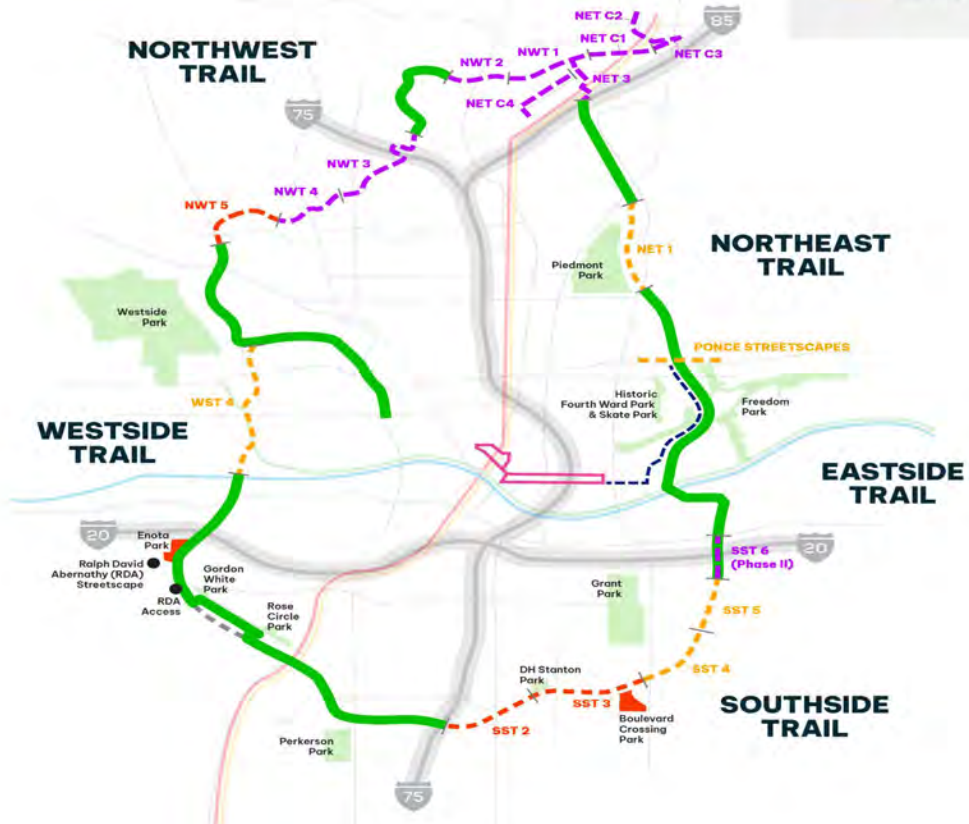 NET C2
85
NORTHWEST
TRAIL
NET C1
NWT 1
NET C3
NWT 2
NET 3
NET C4
75
NWT 3
NWT 4
NWT 5
NORTHEAST
TRAIL
NET 1
Piedmont
Park
Westside
Park
PONCE STREETSCAPES
Historic
Fourth Ward Park
& Skate Park
Freedom
Park
WST 4
WESTSIDE
TRAIL
EASTSIDE
TRAIL
20
Enota
Park
Ralph David
Abernathy (RDA)
Streetscape
Gordon
White
Park
RDA
Access
Rose
Circle
Park
SST 6
(Phase II)
20
Grant
Park
SST 5
SST 4
DH Stanton
Park
SST 3
SST 2
Boulevard
Crossing
Park
SOUTHSIDE
TRAIL
Perkerson
Park
75